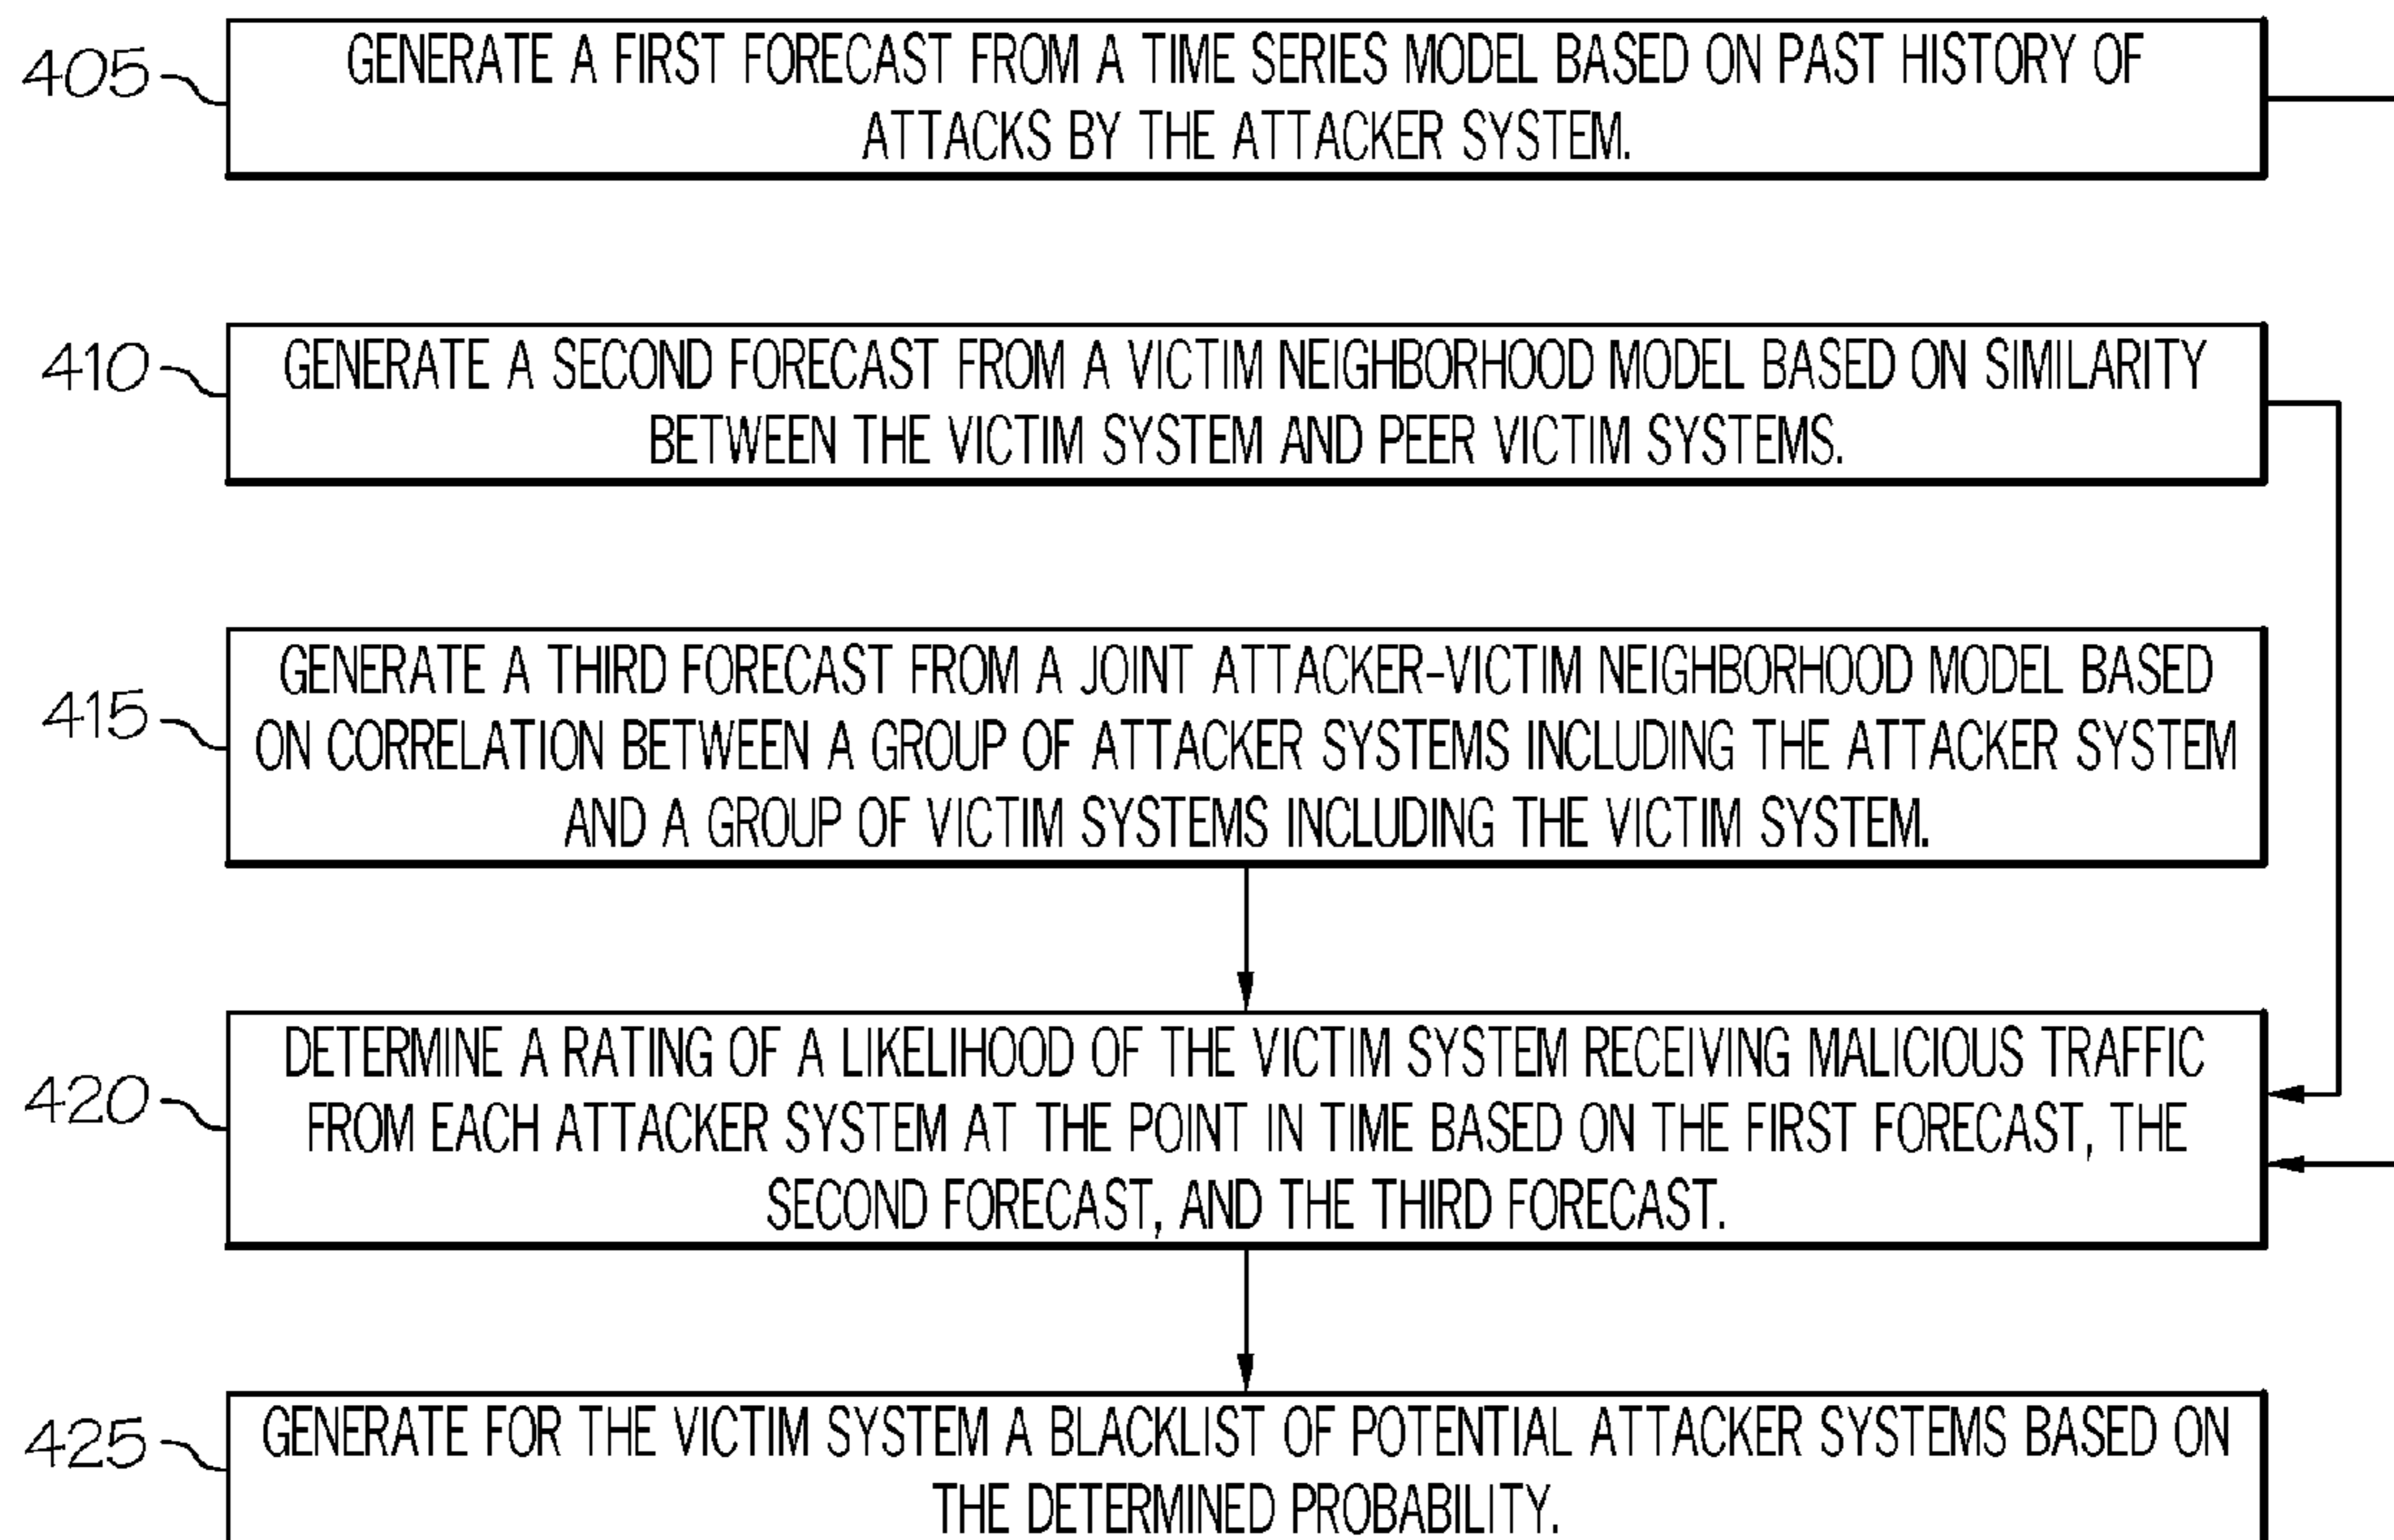 405
GENERATE A FIRST FORECAST FROM A TIME SERIES MODEL BASED ON PAST HISTORY OF
ATTACKS BY THE ATTACKER SYSTEM.
410
GENERATE A SECOND FORECAST FROM A VICTIM NEIGHBORHOOD MODEL BASED ON SIMILARITY
BETWEEN THE VICTIM SYSTEM AND PEER VICTIM SYSTEMS.
415
GENERATE A THIRD FORECAST FROM A JOINT ATTACKER-VICTIM NEIGHBORHOOD MODEL BASED
ON CORRELATION BETWEEN A GROUP OF ATTACKER SYSTEMS INCLUDING THE ATTACKER SYSTEM
AND A GROUP OF VICTIM SYSTEMS INCLUDING THE VICTIM SYSTEM.
420
DETERMINE A RATING OF A LIKELIHOOD OF THE VICTIM SYSTEM RECEIVING MALICIOUS TRAFFIC
FROM EACH ATTACKER SYSTEM AT THE POINT IN TIME BASED ON THE FIRST FORECAST, THE
SECOND FORECAST, AND THE THIRD FORECAST.
425
GENERATE FOR THE VICTIM SYSTEM A BLACKLIST OF POTENTIAL ATTACKER SYSTEMS BASED ON
THE DETERMINED PROBABILITY.